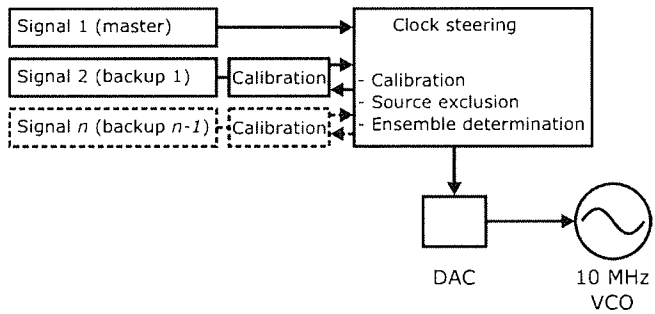 Signal 1 (master)
Clock steering
Signal 2 (backup 1)
Calibration
Signal n (backup n-1)
Calibration
- Calibration
- Source exclusion
- Ensemble determination
DAC
10 MHz
VCO